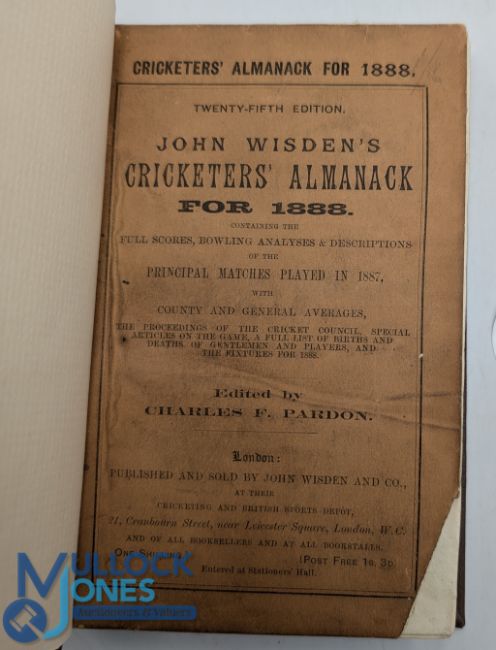 CRICKETERS' ALMANACK FOR 1888.
TWENTY-FIFTH EDITION.
JOHN WISDEN'S
CRICKETERS' ALMANACK
FOR 1888.
CONTAINING THE
FULL SCORES, BOWLING ANALYSES & DESCRIPTIONS
OF THE
PRINCIPAL MATCHES PLAYED IN 1887,
WITH
COUNTY AND GENERAL AVERAGES,
THE PROCEEDINGS OF THE CRICKET COUNCIL, SPECIAL
ARTICLES ON THE GAME, A FULL LIST OF BIRTHS AND
DEATHS, OF GENTLEMEN AND PLAYERS, AND
THE FIXTURES FOR 1888.
Edited by
CHARLES F. PARDON.
London:
PUBLISHED AND SOLD BY JOHN WISDEN AND CO.,
AT THEIR
CRICKETING AND BRITISH SPORTS DEPÔT,
21, Cranbourn Street, near Leicester Square, London, W.C.
AND OF ALL BOOKSELLERS AND AT ALL BOOKSTALLS.
ONE SHILLING.] [POST FREE 1s. 3D.
Entered at Stationers' Hall.
MULLOCK
JONES
Auctioneers & Valuers